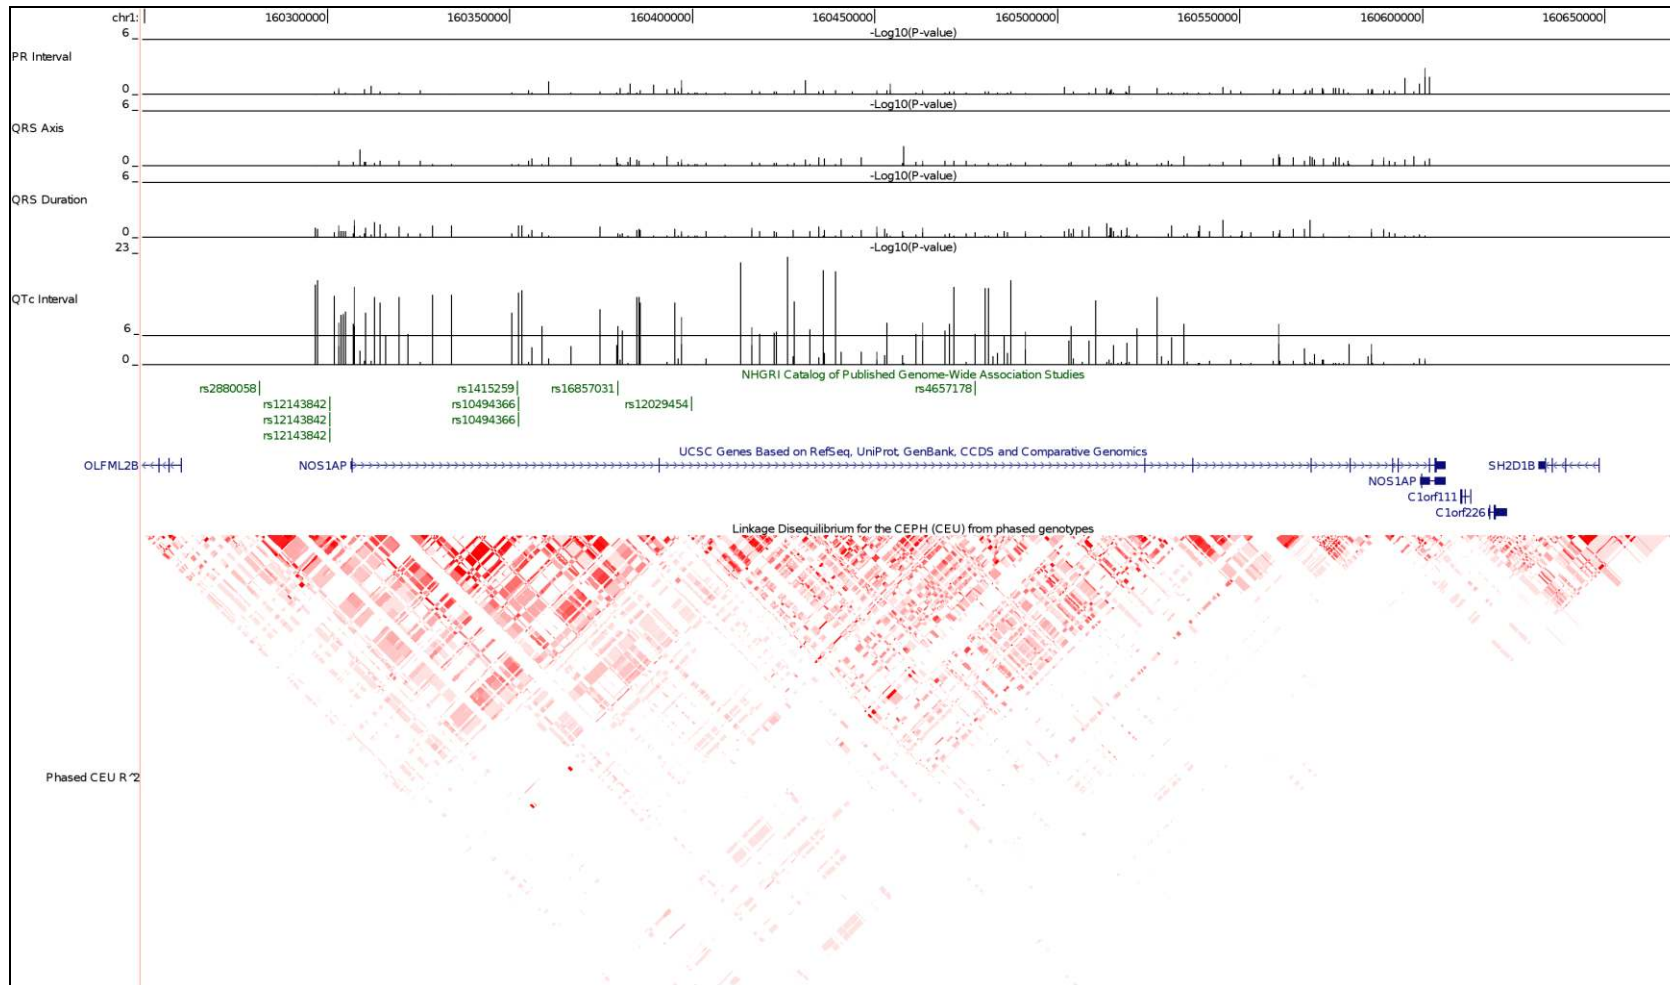 chr1: 160300000 160350000 160400000 160450000 160500000 160550000 160600000 160650000
6 -Log10(P-value)
PR Interval
0
6 -Log10(P-value)
QRS Axis
0
6 -Log10(P-value)
QRS Duration
0
23 -Log10(P-value)
QTc Interval
6
0
NHGRI Catalog of Published Genome-Wide Association Studies
rs2880058 rs1415259 rs16857031 rs4657178
rs12143842 rs10494366 rs12029454
rs12143842 rs10494366
rs12143842
UCSC Genes Based on RefSeq, UniProt, GenBank, CCDS and Comparative Genomics
OLFML2B NOS1AP SH2D1B
NOS1AP
C1orf111
C1orf226
Linkage Disequilibrium for the CEPH (CEU) from phased genotypes
Phased CEU R^2